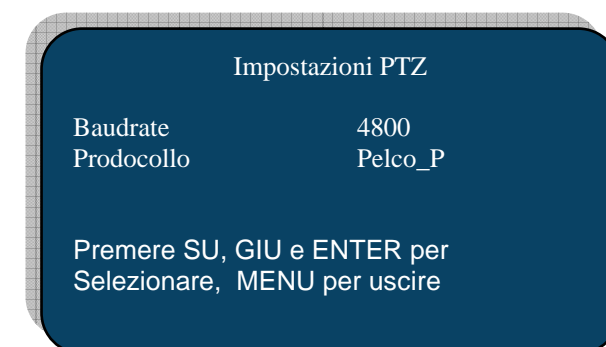 Impostazioni PTZ
Baudrate 4800
Prodocollo Pelco_P
Premere SU, GIU e ENTER per
Selezionare, MENU per uscire